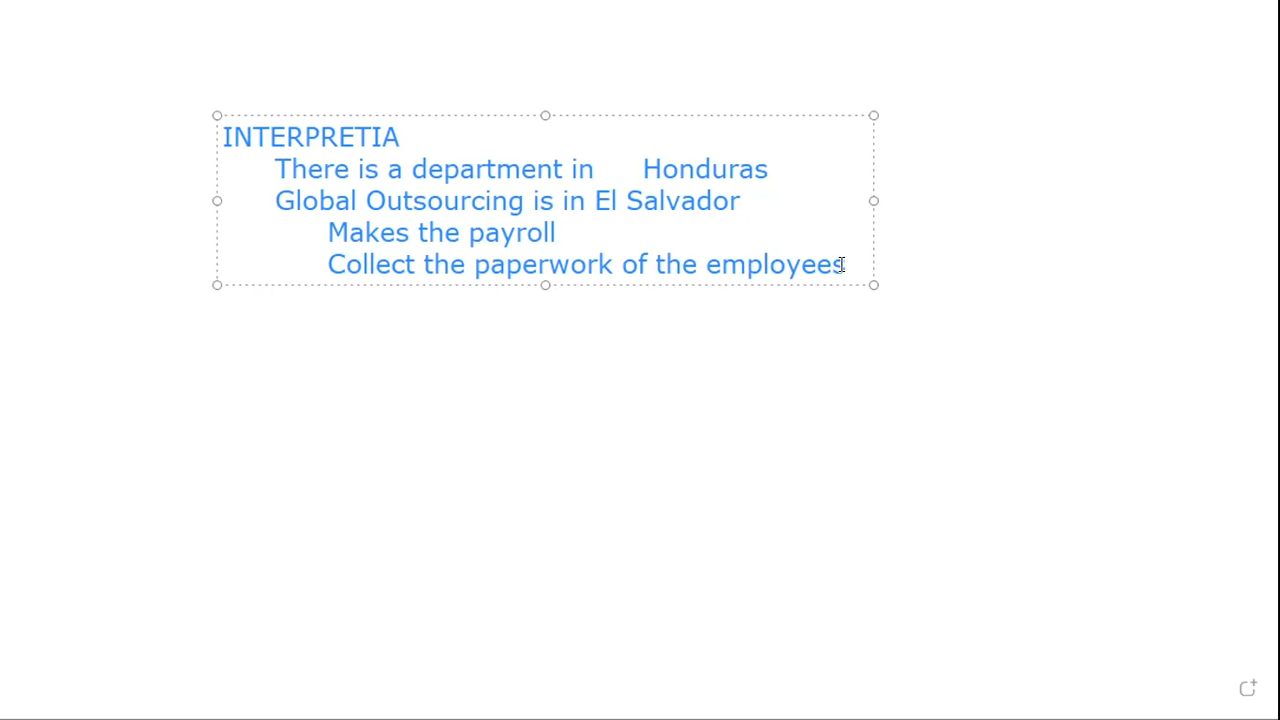 INTERPRETIA
There is a department in Honduras
Global Outsourcing is in El Salvador
Makes the payroll
Collect the paperwork of the employees